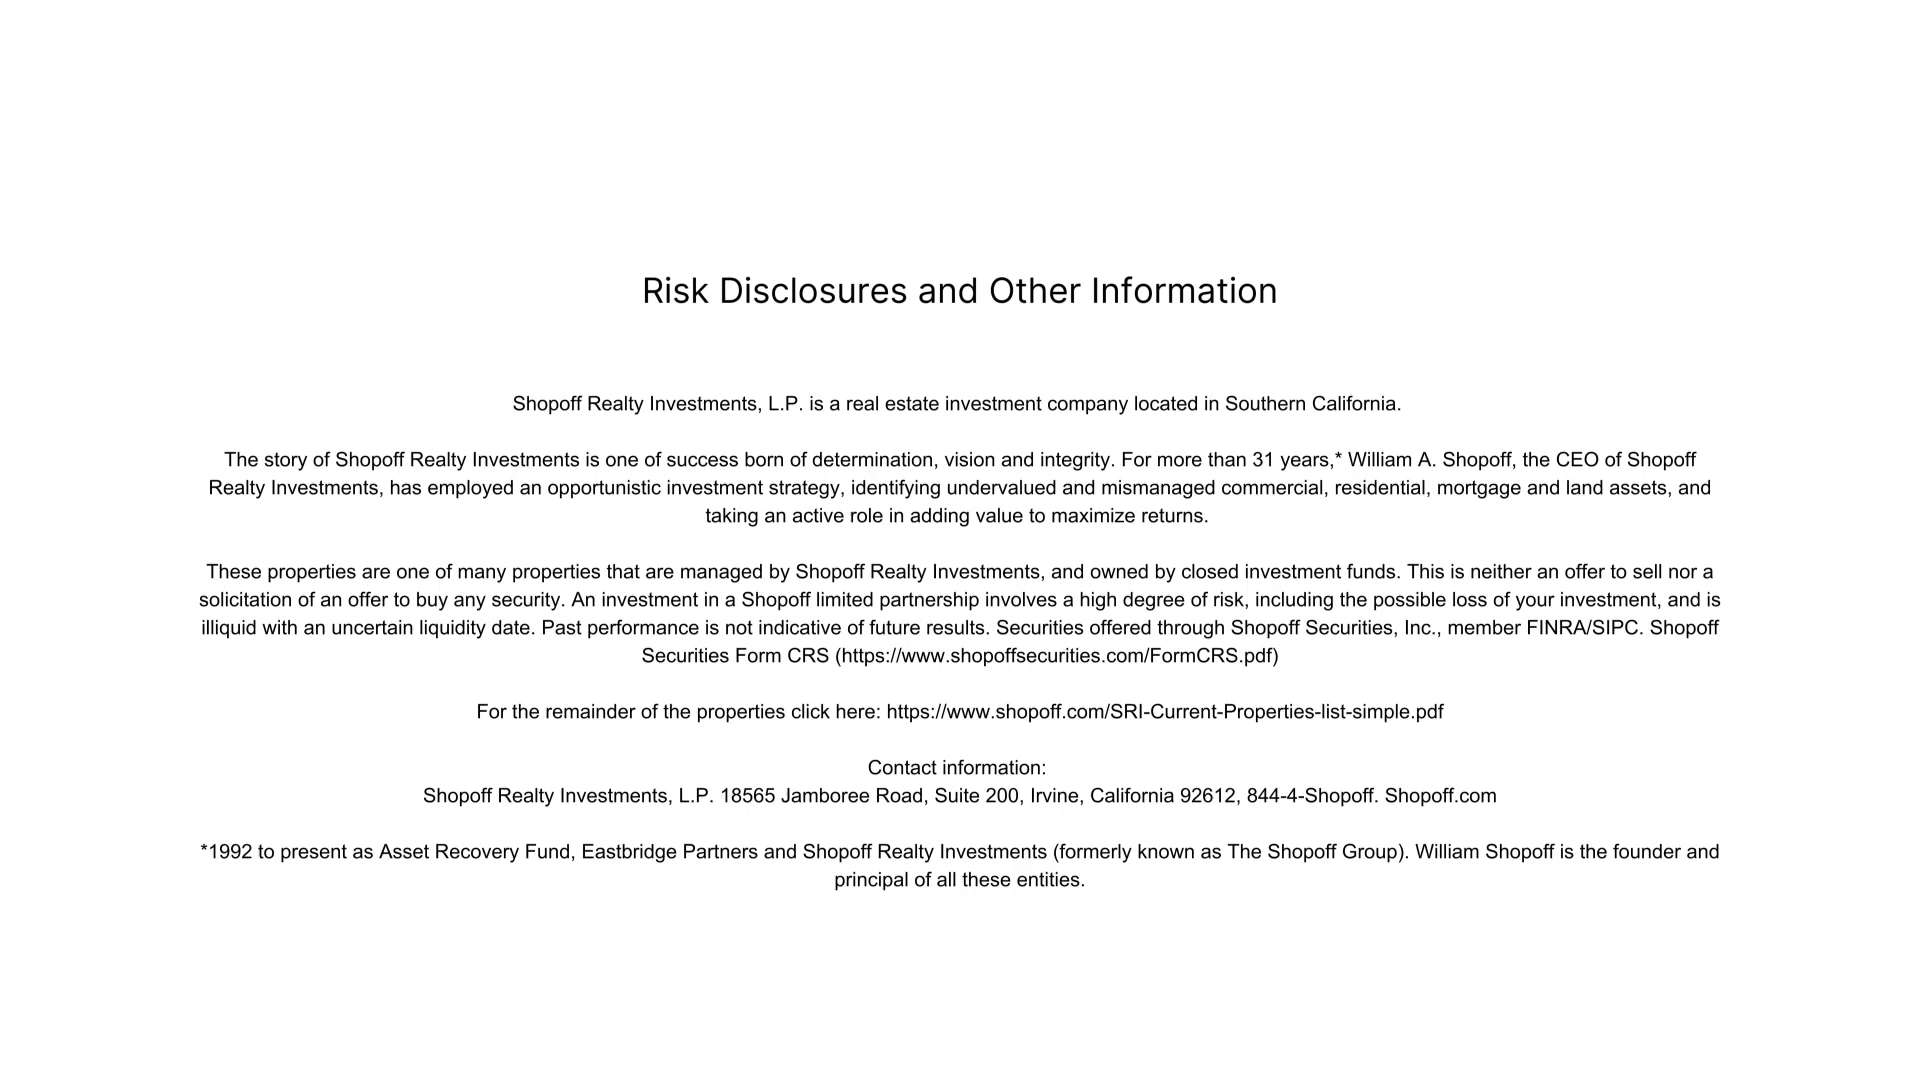 Risk Disclosures and Other Information
Shopoff Realty Investments, L.P. is a real estate investment company located in Southern California.
The story of Shopoff Realty Investments is one of success born of determination, vision and integrity. For more than 31 years,* William A. Shopoff, the CEO of Shopoff
Realty Investments, has employed an opportunistic investment strategy, identifying undervalued and mismanaged commercial, residential, mortgage and land assets, and
taking an active role in adding value to maximize returns.
These properties are one of many properties that are managed by Shopoff Realty Investments, and owned by closed investment funds. This is neither an offer to sell nor a
solicitation of an offer to buy any security. An investment in a Shopoff limited partnership involves a high degree of risk, including the possible loss of your investment, and is
illiquid with an uncertain liquidity date. Past performance is not indicative of future results. Securities offered through Shopoff Securities, Inc., member FINRA/SIPC. Shopoff
Securities Form CRS (https://www.shopoffsecurities.com/FormCRS.pdf)
For the remainder of the properties click here: https://www.shopoff.com/SRI-Current-Properties-list-simple.pdf
Contact information:
Shopoff Realty Investments, L.P. 18565 Jamboree Road, Suite 200, Irvine, California 92612, 844-4-Shopoff. Shopoff.com
*1992 to present as Asset Recovery Fund, Eastbridge Partners and Shopoff Realty Investments (formerly known as The Shopoff Group). William Shopoff is the founder and
principal of all these entities.